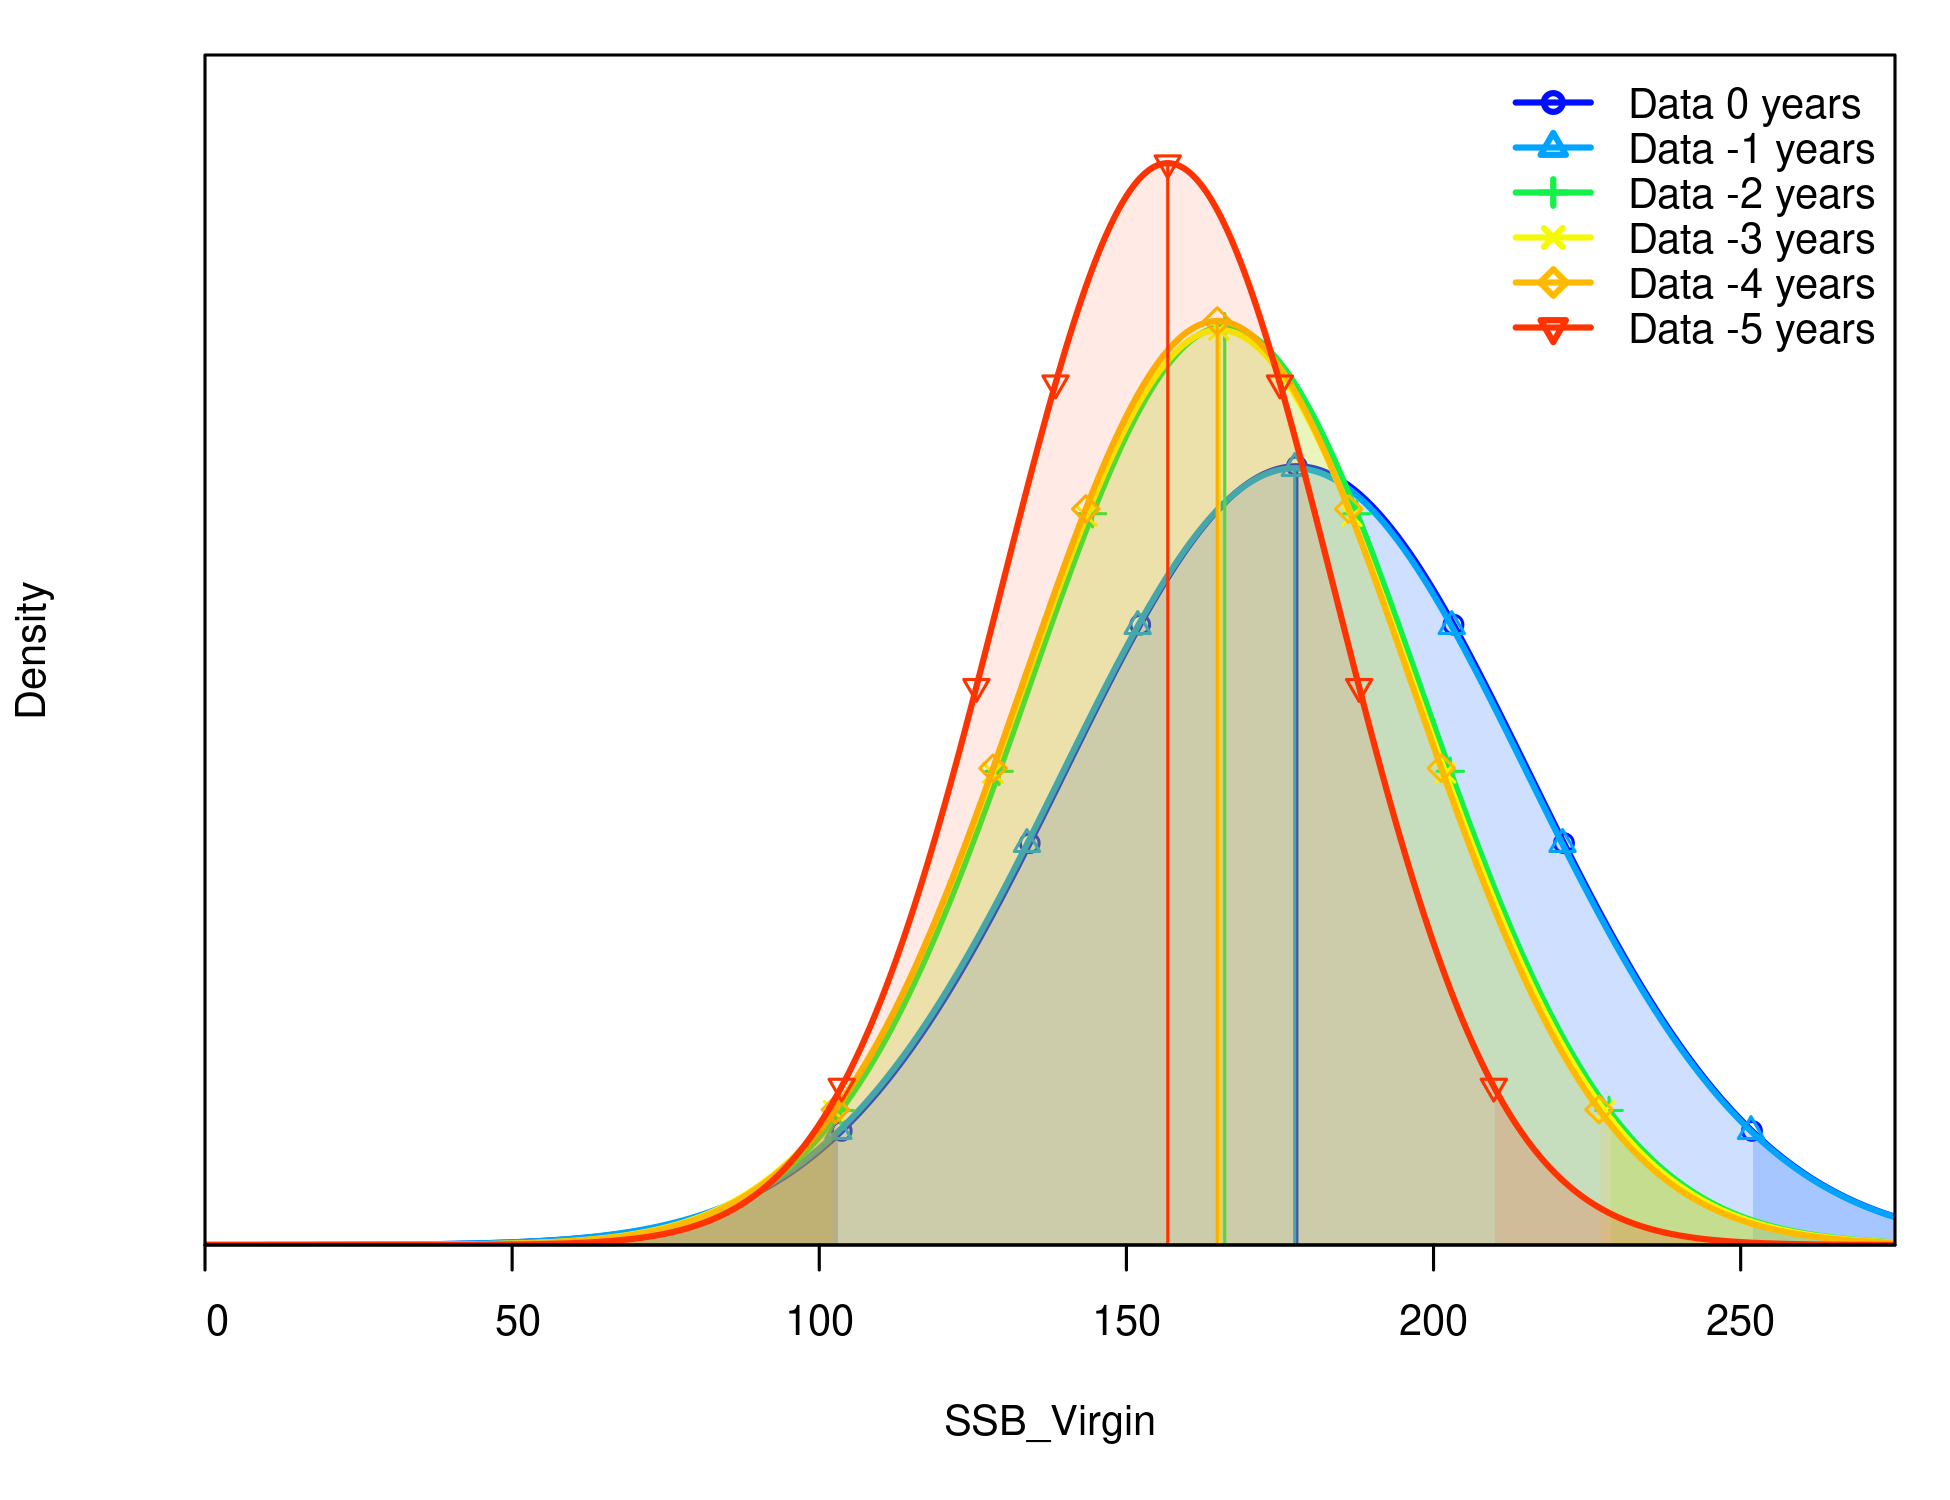 Data 0 years
Data -1 years
Data -2 years
Data -3 years
Data -4 years
Data -5 years
Density
0 50 100 150 200 250
SSB_Virgin